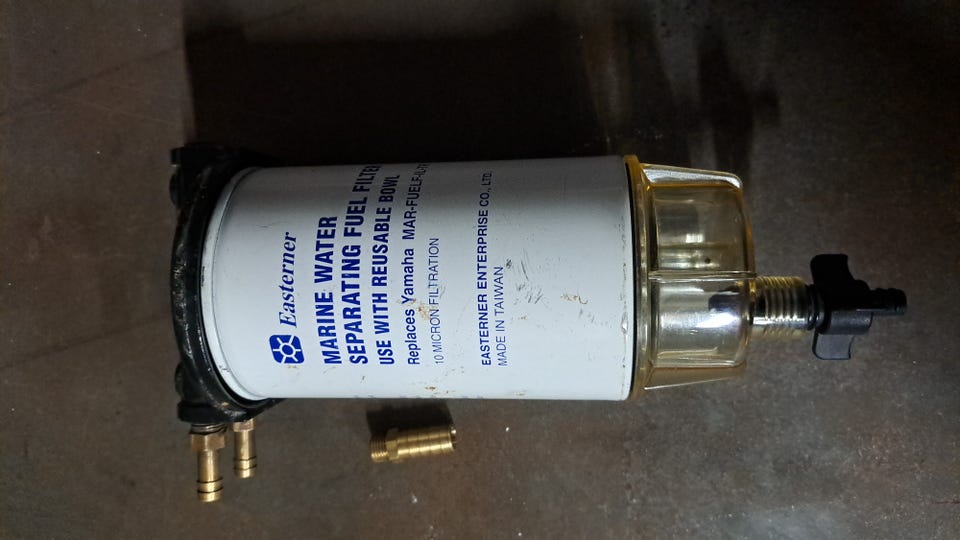 Easterner
MARINE WATER
SEPARATING FUEL FILTER
USE WITH REUSABLE BOWL
Replaces Yamaha
10 MICRON FILTRATION
EASTERNER ENTERPRISE CO., LTD.
MADE IN TAIWAN